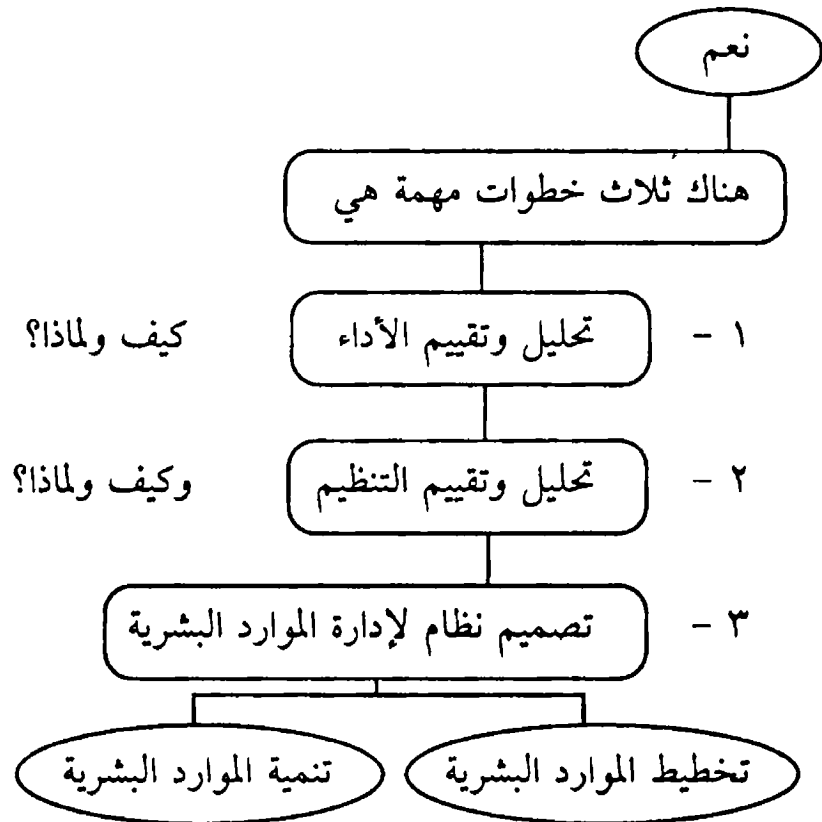 نعم
هناك ثلاث خطوات مهمة هي
١ - تحليل وتقييم الأداء كيف ولماذا؟
٢ - تحليل وتقييم التنظيم وكيف ولماذا؟
٣ - تصميم نظام لإدارة الموارد البشرية
تخطيط الموارد البشرية تنمية الموارد البشرية